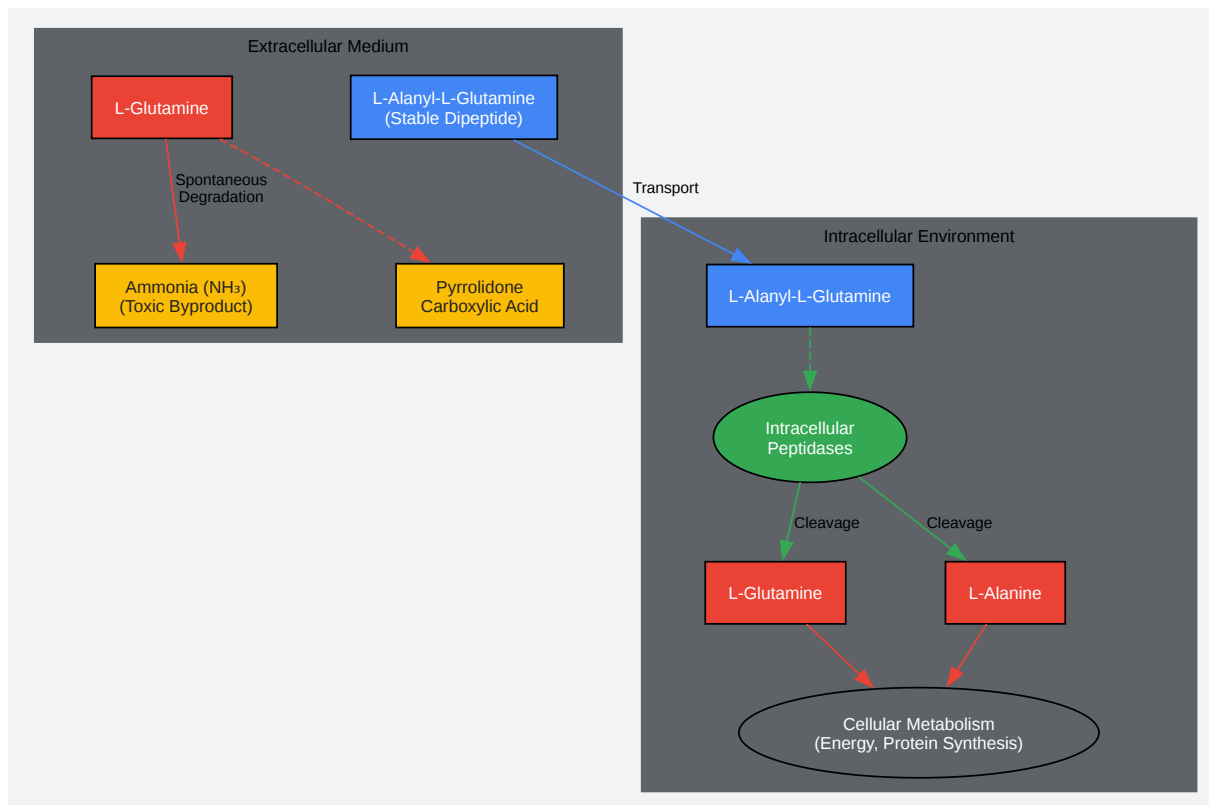 Extracellular Medium
L-Glutamine
L-Alanyl-L-Glutamine
(Stable Dipeptide)
Spontaneous
Degradation
Transport
Ammonia (NH₃)
(Toxic Byproduct)
Pyrrolidone
Carboxylic Acid
Intracellular Environment
L-Alanyl-L-Glutamine
Intracellular
Peptidases
Cleavage
Cleavage
L-Glutamine
L-Alanine
Cellular Metabolism
(Energy, Protein Synthesis)